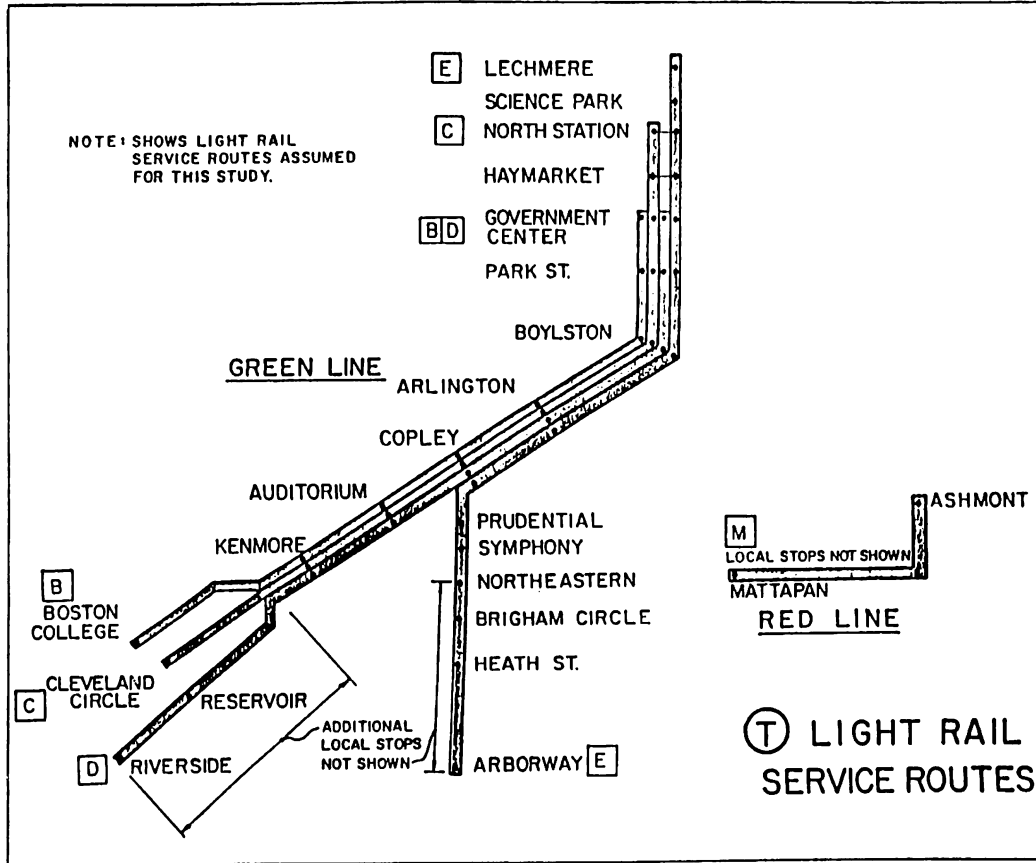 E LECHMERE
SCIENCE PARK
C NORTH STATION
HAYMARKET
B D GOVERNMENT
CENTER
PARK ST.
BOYLSTON
NOTE: SHOWS LIGHT RAIL
SERVICE ROUTES ASSUMED
FOR THIS STUDY.
GREEN LINE
ARLINGTON
COPLEY
AUDITORIUM
KENMORE
B
BOSTON
COLLEGE
C CLEVELAND
CIRCLE
RESERVOIR
D RIVERSIDE
ADDITIONAL
LOCAL STOPS
NOT SHOWN
PRUDENTIAL
SYMPHONY
NORTHEASTERN
BRIGHAM CIRCLE
HEATH ST.
ARBORWAY E
ASHMONT
M
LOCAL STOPS NOT SHOWN
MATTAPAN
RED LINE
T LIGHT RAIL
SERVICE ROUTES